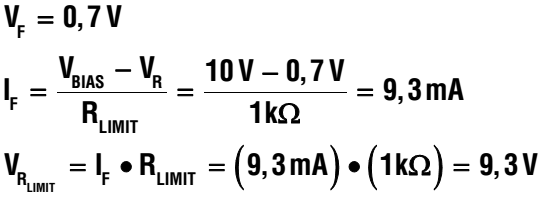 V_F = 0,7 V
I_F = (V_BIAS – V_R) / R_LIMIT = (10 V – 0,7 V) / 1kΩ = 9,3 mA
V_R_LIMIT = I_F • R_LIMIT = (9,3 mA) • (1kΩ) = 9,3 V